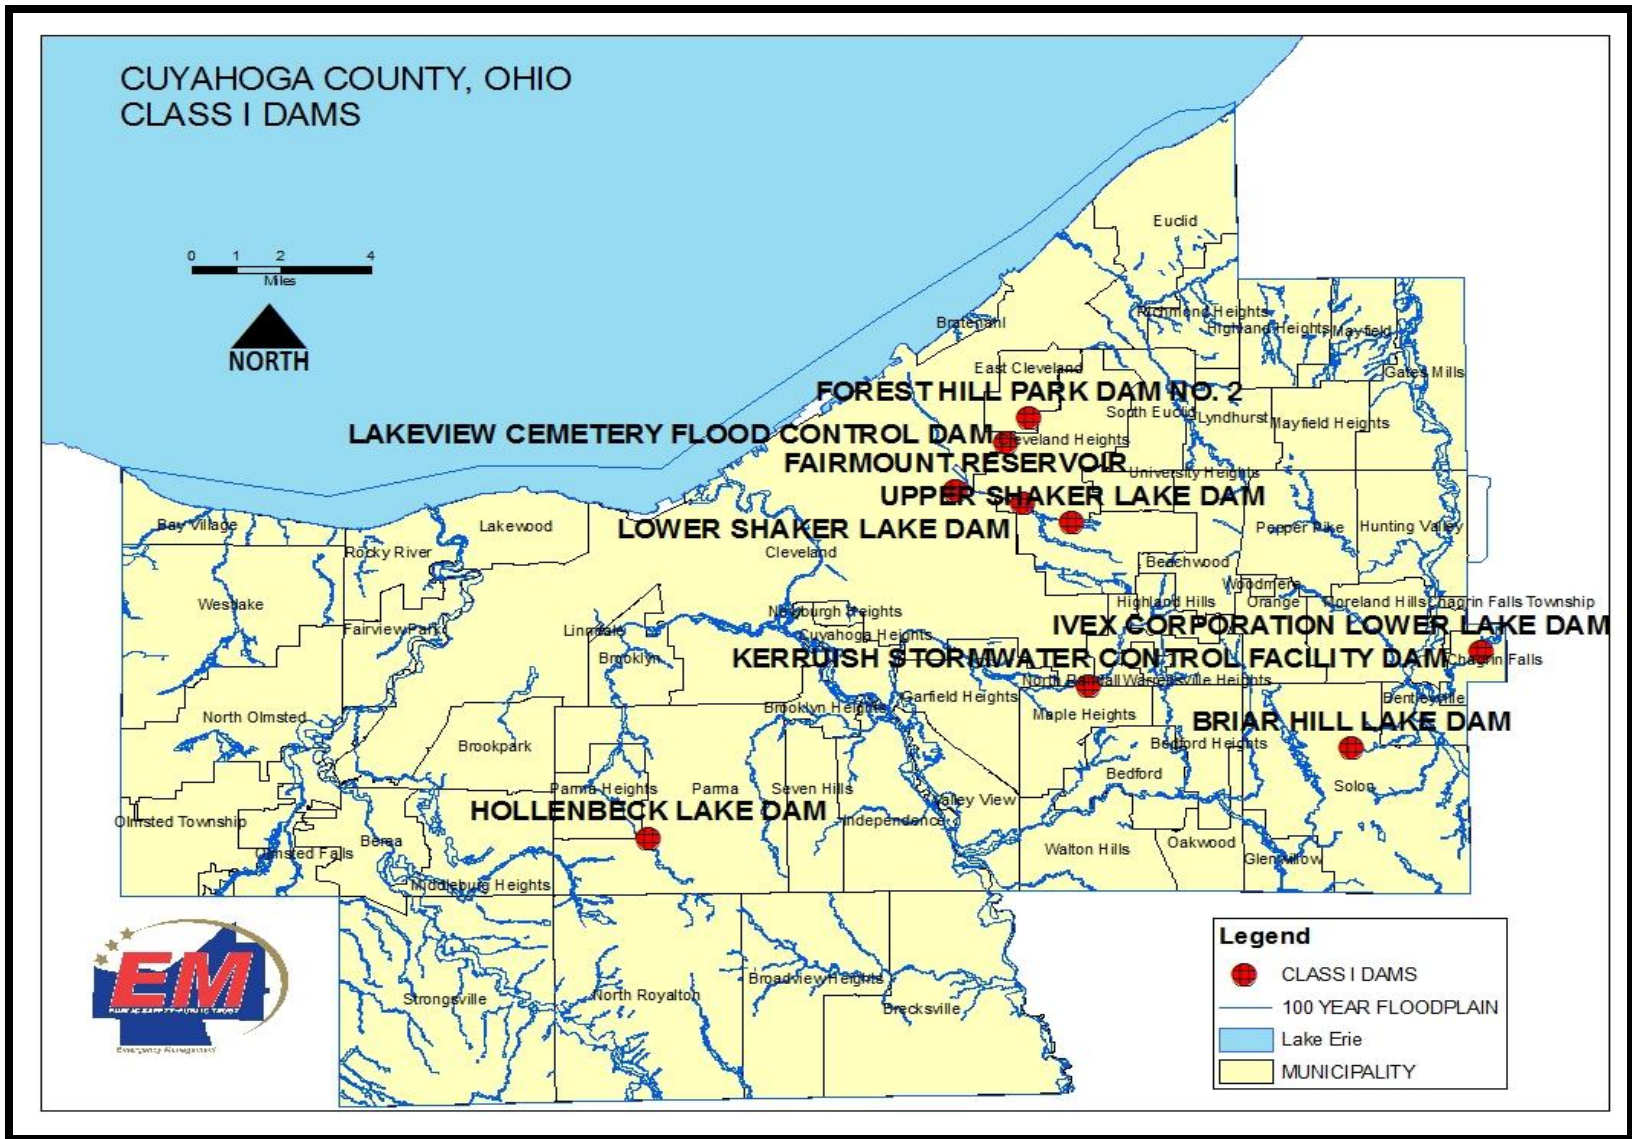 CUYAHOGA COUNTY, OHIO
CLASS I DAMS
0 1 2 4
Miles
NORTH
Euclid
Bratenahl
Richmond Heights
Highland Heights
Mayfield
East Cleveland
Gates Mills
FOREST HILL PARK DAM NO. 2
South Euclid
Lyndhurst
Mayfield Heights
LAKEVIEW CEMETERY FLOOD CONTROL DAM
Cleveland Heights
FAIRMOUNT RESERVOIR
University Heights
UPPER SHAKER LAKE DAM
LOWER SHAKER LAKE DAM
Bay Village
Lakewood
Pepper Pike
Hunting Valley
Rocky River
Cleveland
Beachwood
Woodmere
Westlake
Newburgh Heights
Highland Hills
Orange
Moreland Hills
Chagrin Falls Township
Fairview Park
Linndale
Cuyahoga Heights
IVEX CORPORATION LOWER LAKE DAM
Brooklyn
KERRUISH STORMWATER CONTROL FACILITY DAM
Chagrin Falls
North Randall
Warrensville Heights
Garfield Heights
Bentleyville
North Olmsted
Brooklyn Heights
Maple Heights
BRIAR HILL LAKE DAM
Brookpark
Bedford Heights
Bedford
Parma Heights
Parma
Seven Hills
Solon
Valley View
HOLLENBECK LAKE DAM
Olmsted Township
Independence
Berea
Olmsted Falls
Walton Hills
Oakwood
Glenwillow
Middleburg Heights
Strongsville
North Royalton
Broadview Heights
Brecksville
EM
PUBLIC SAFETY-PUBLIC TRUST
Emergency Management
Legend
CLASS I DAMS
100 YEAR FLOODPLAIN
Lake Erie
MUNICIPALITY